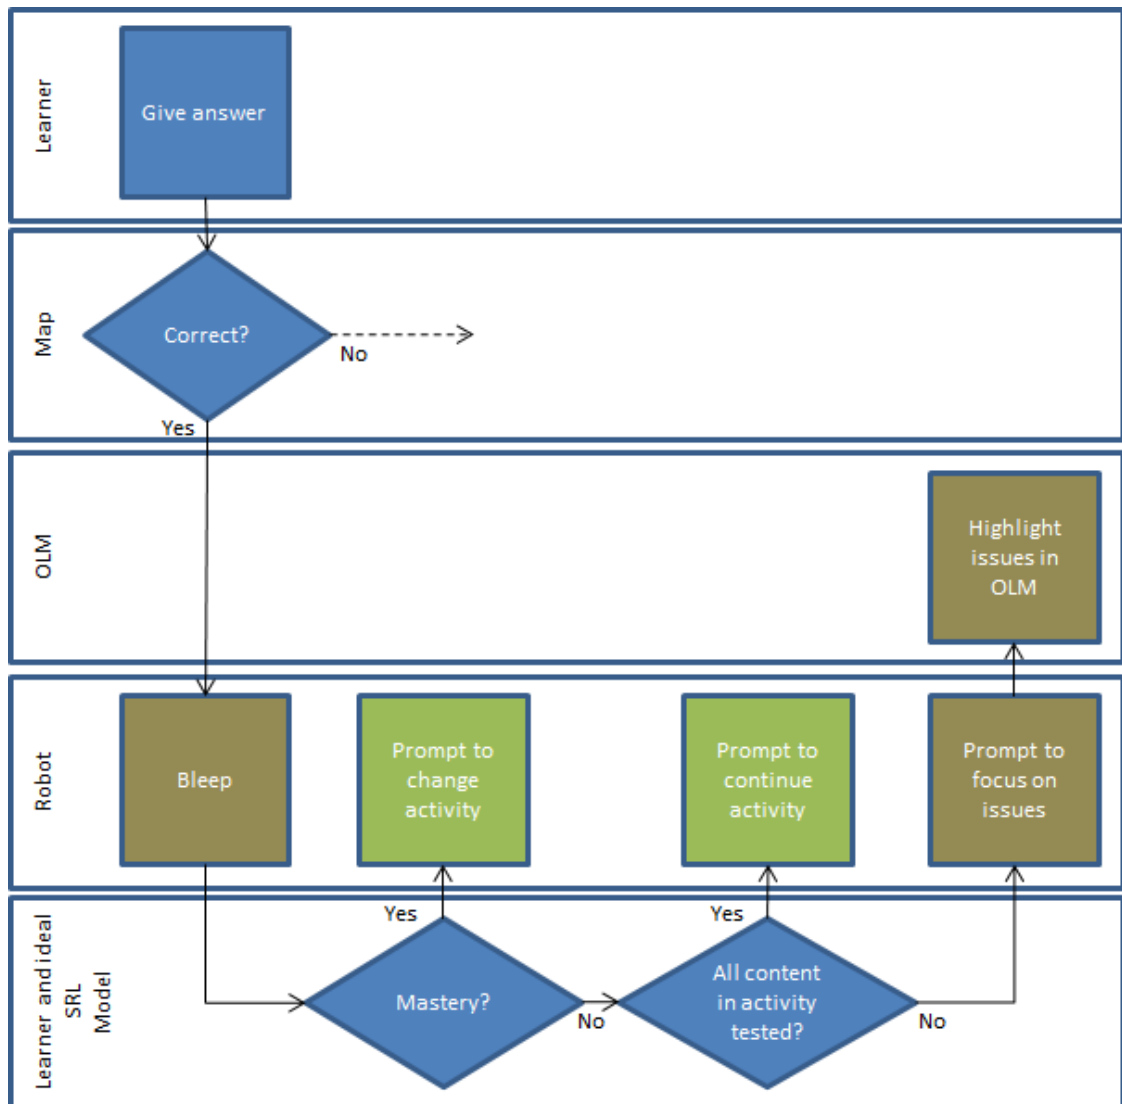 Learner
Give answer
Map
Correct?
No
Yes
OLM
Highlight
issues in
OLM
Robot
Bleep
Prompt to
change
activity
Prompt to
continue
activity
Prompt to
focus on
issues
Learner and ideal
SRL
Model
Yes
Mastery?
No
Yes
All content
in activity
tested?
No